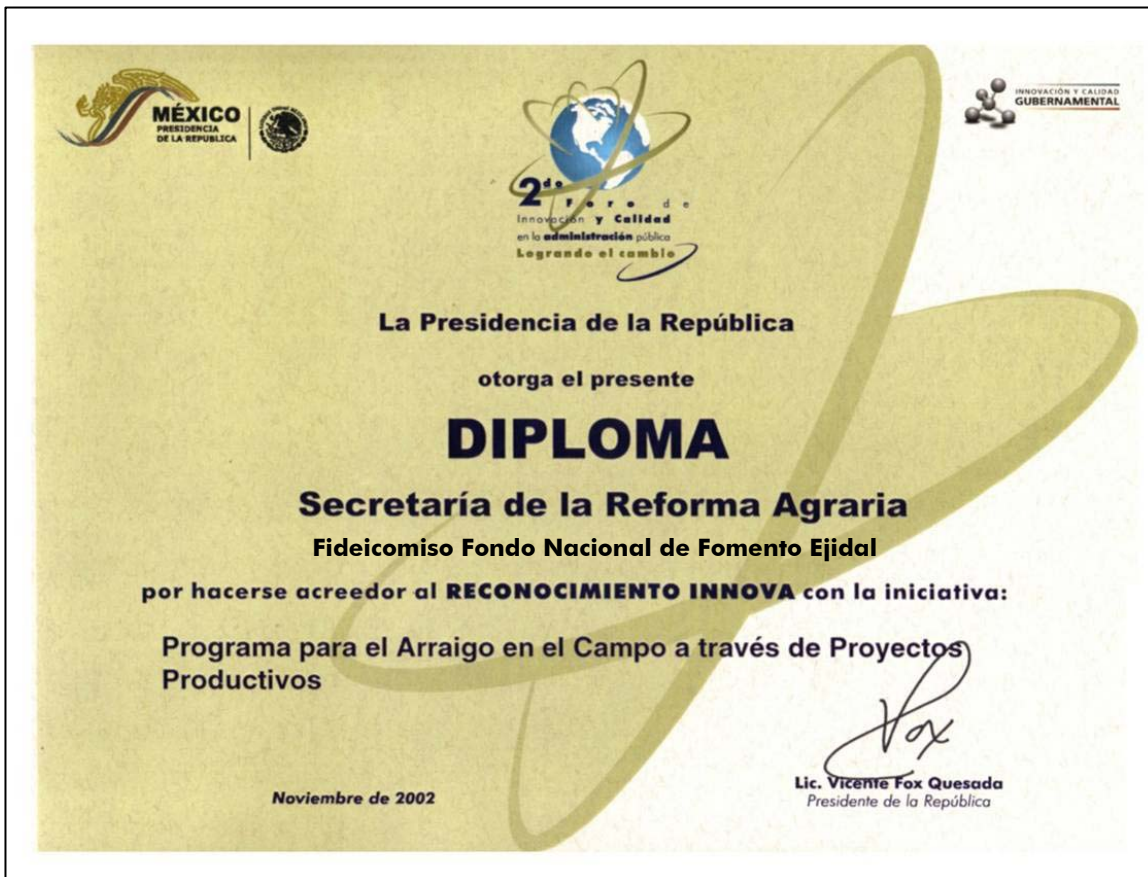 MÉXICO
PRESIDENCIA
DE LA REPUBLICA
INNOVACIÓN Y CALIDAD
GUBERNAMENTAL
2do
Foro de
Innovación y Calidad
en la administración pública
Logrando el cambio
La Presidencia de la República
otorga el presente
DIPLOMA
Secretaría de la Reforma Agraria
Fideicomiso Fondo Nacional de Fomento Ejidal
por hacerse acreedor al RECONOCIMIENTO INNOVA con la iniciativa:
Programa para el Arraigo en el Campo a través de Proyectos
Productivos
Fox
Lic. Vicente Fox Quesada
Presidente de la República
Noviembre de 2002